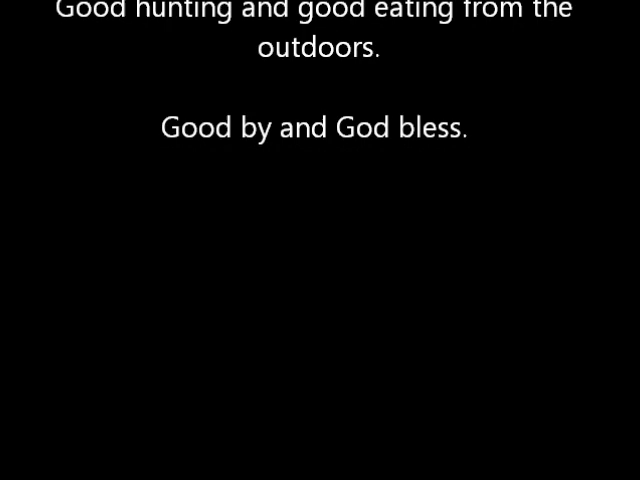 Good hunting and good eating from the
outdoors.
Good by and God bless.